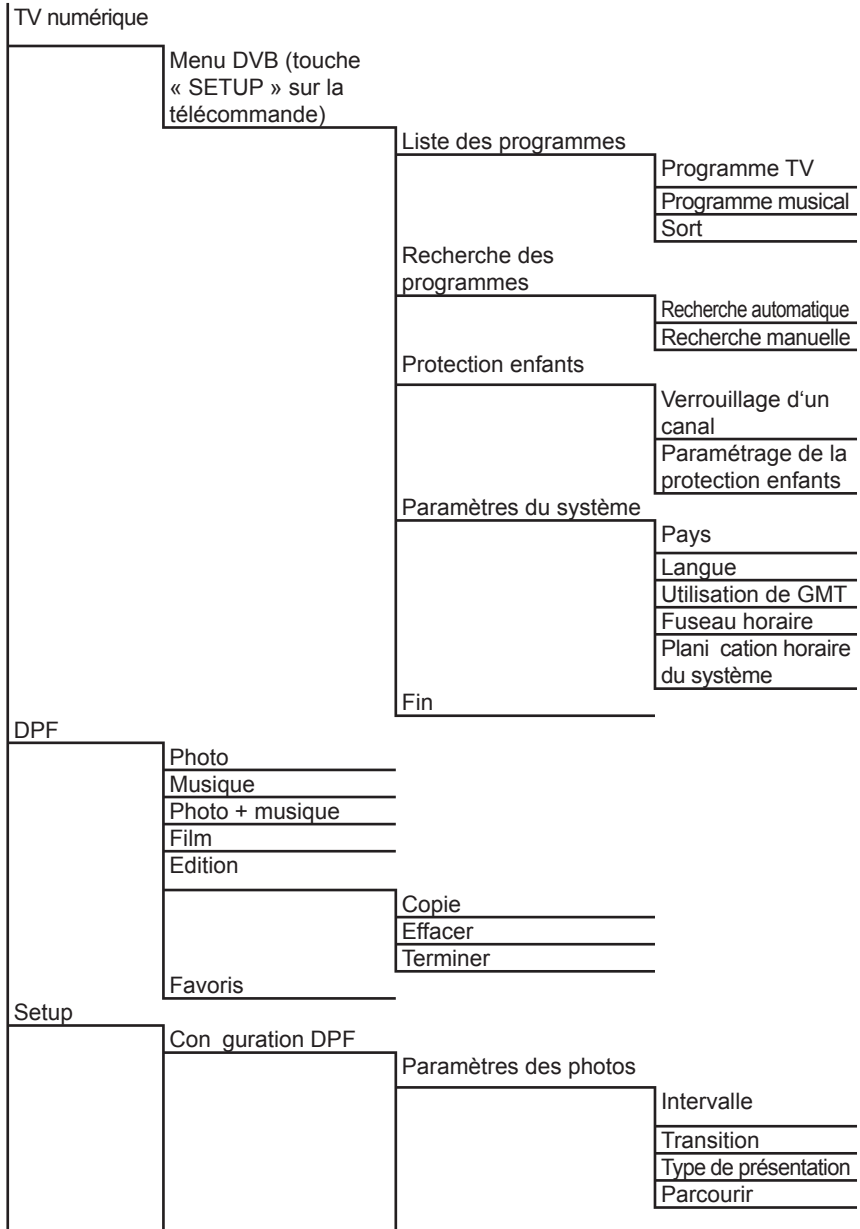 TV numérique
Menu DVB (touche
« SETUP » sur la
télécommande)
Liste des programmes
Programme TV
Programme musical
Sort
Recherche des
programmes
Recherche automatique
Recherche manuelle
Protection enfants
Verrouillage d‘un
canal
Paramétrage de la
protection enfants
Paramètres du système
Pays
Langue
Utilisation de GMT
Fuseau horaire
Plani cation horaire
du système
Fin
DPF
Photo
Musique
Photo + musique
Film
Edition
Copie
Effacer
Terminer
Favoris
Setup
Con guration DPF
Paramètres des photos
Intervalle
Transition
Type de présentation
Parcourir